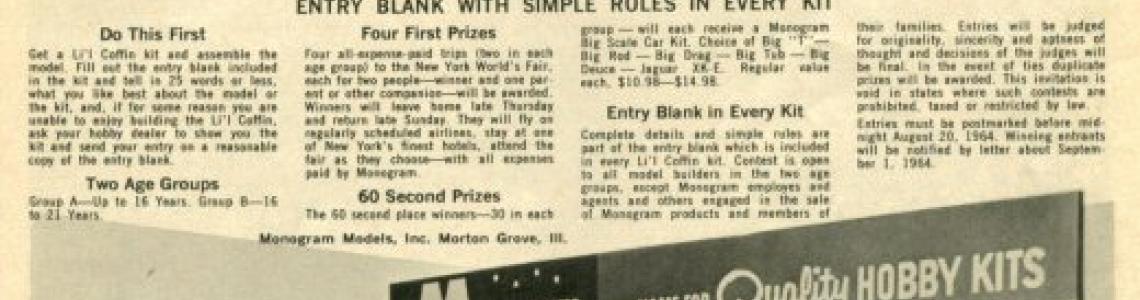 ENTRY BLANK WITH SIMPLE RULES IN EVERY KIT
Do This First
Get a Li'l Coffin kit and assemble the
model. Fill out the entry blank included
in the kit and tell in 25 words or less,
what you like best about the model or
the kit, and, if for some reason you are
unable to enjoy building the Li'l Coffin,
ask your hobby dealer to show you the
kit and send your entry on a reasonable
copy of the entry blank.
Two Age Groups
Group A—Up to 16 Years. Group B—16
to 21 Years.
Four First Prizes
Four all-expense-paid trips (two in each
age group) to the New York World's Fair,
each for two people—winner and one par-
ent or other companion—will be awarded.
Winners will leave home late Thursday
and return late Sunday. They will fly on
regularly scheduled airlines, stay at one
of New York's finest hotels, attend the
fair as they choose—with all expenses
paid by Monogram.
60 Second Prizes
The 60 second place winners—30 in each
group — will each receive a Monogram
Big Scale Car Kit. Choice of Big "T" —
Big Rod — Big Drag — Big Tub — Big
Deuce — Jaguar XK-E. Regular value
each, $10.98—$14.98.
Entry Blank in Every Kit
Complete details and simple rules are
part of the entry blank which is included
in every Li'l Coffin kit. Contest is open
to all model builders in the two age
groups, except Monogram employes and
agents and others engaged in the sale
of Monogram products and members of
their families. Entries will be judged
for originality, sincerity and aptness of
thought and decisions of the judges will
be final. In the event of ties duplicate
prizes will be awarded. This invitation is
void in states where such contests are
prohibited, taxed or restricted by law.
Entries must be postmarked before mid-
night August 20, 1964. Winning entrants
will be notified by letter about Septem-
ber 1, 1964.
Monogram Models, Inc. Morton Grove, Ill.
M
Quality HOBBY KITS